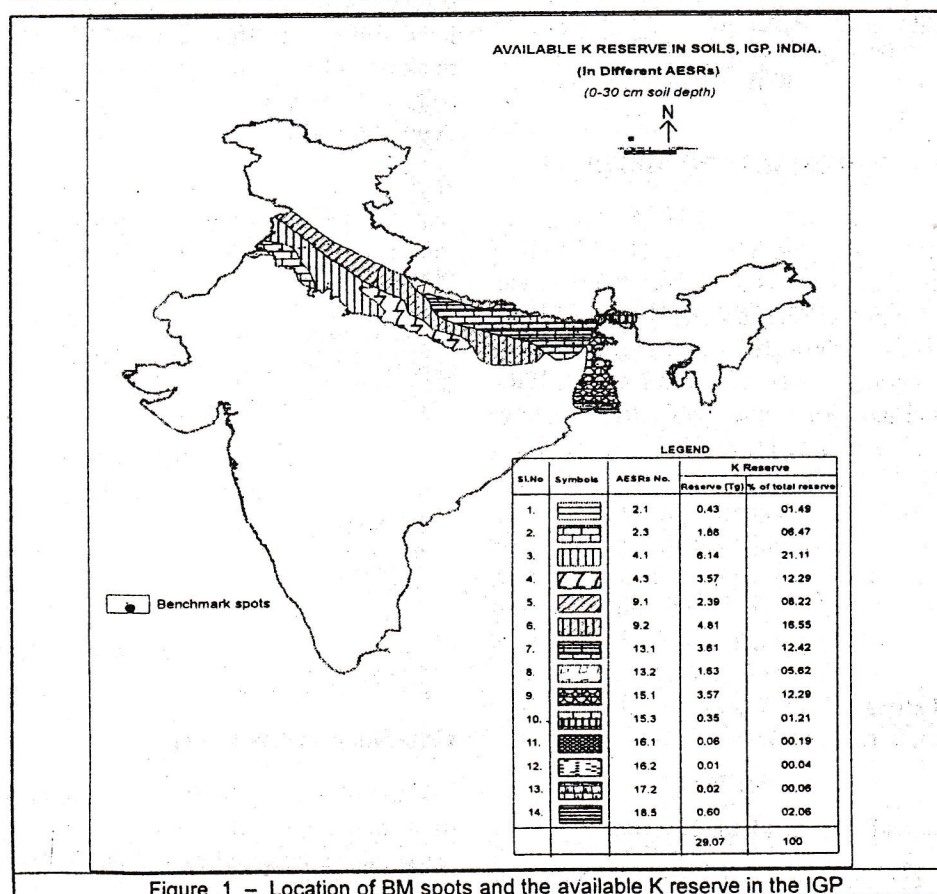 AVAILABLE K RESERVE IN SOILS, IGP, INDIA.
(In Different AESRs)
(0-30 cm soil depth)
N
LEGEND
Sl.No Symbols AESRs No. K Reserve
Reserve (Tg) % of total reserve
1. 2.1 0.43 01.49
2. 2.3 1.88 06.47
3. 4.1 6.14 21.11
4. 4.3 3.57 12.29
5. 9.1 2.39 08.22
6. 9.2 4.81 16.55
7. 13.1 3.61 12.42
8. 13.2 1.63 05.62
9. 15.1 3.57 12.29
10. 15.3 0.35 01.21
11. 16.1 0.06 00.19
12. 16.2 0.01 00.04
13. 17.2 0.02 00.06
14. 18.5 0.60 02.06
29.07 100
Benchmark spots
Figure 1 – Location of BM spots and the available K reserve in the IGP